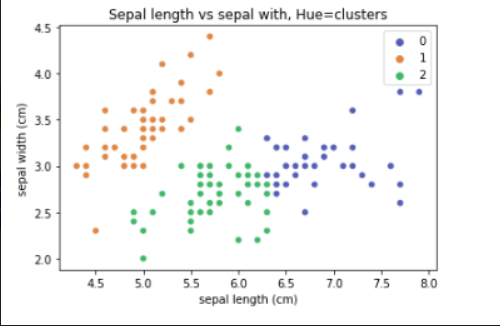 Sepal length vs sepal with, Hue=clusters
4.5
4.0
3.5
3.0
2.5
2.0
sepal width (cm)
0
1
2
4.5 5.0 5.5 6.0 6.5 7.0 7.5 8.0
sepal length (cm)